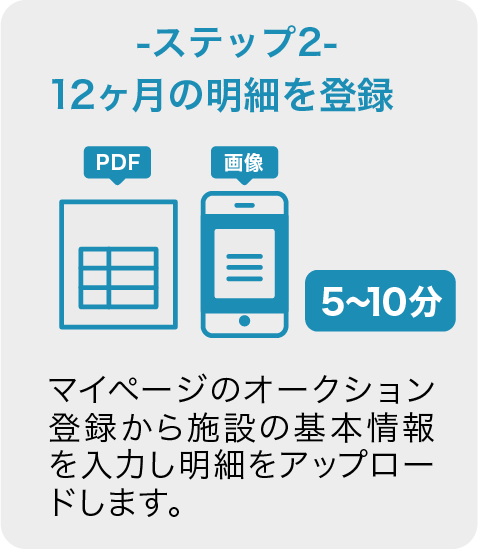 -ステップ2-
12ヶ月の明細を登録
PDF
画像
5〜10分
マイページのオークション
登録から施設の基本情報
を入力し明細をアップロー
ドします。